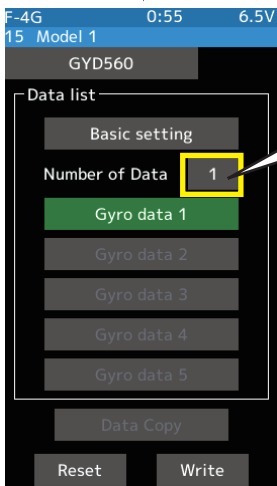 F-4G 0:55 6.5V
15 Model 1
GYD560
Data list
Basic setting
Number of Data 1
Gyro data 1
Gyro data 2
Gyro data 3
Gyro data 4
Gyro data 5
Data Copy
Reset Write